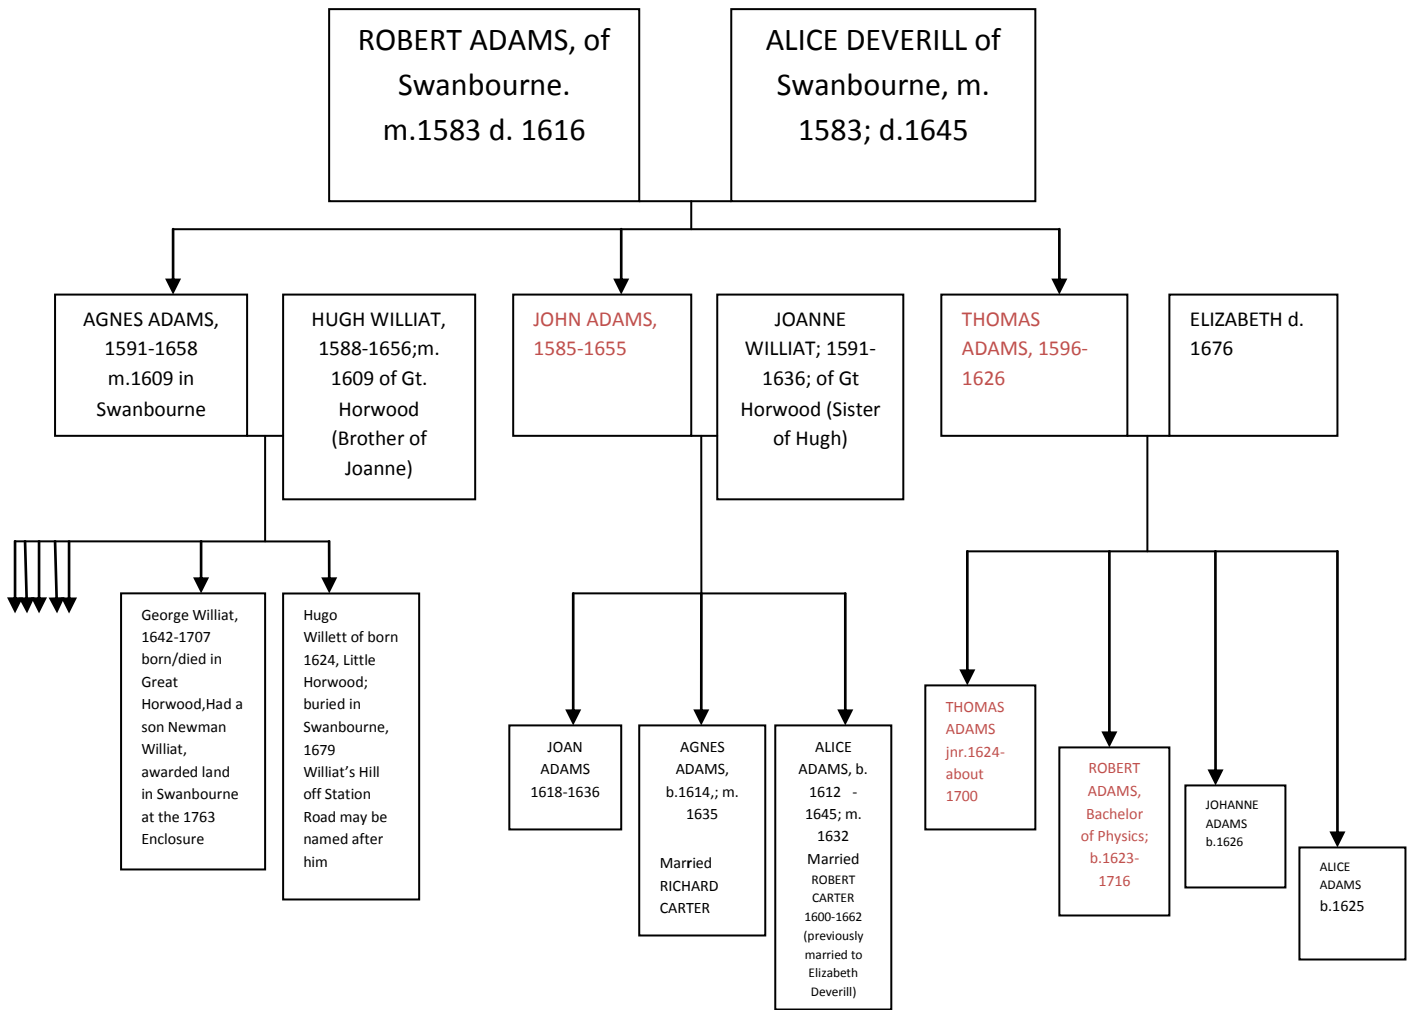 ROBERT ADAMS, of
Swanbourne.
m.1583 d. 1616
ALICE DEVERILL of
Swanbourne, m.
1583; d.1645
AGNES ADAMS,
1591-1658
m.1609 in
Swanbourne
HUGH WILLIAT,
1588-1656;m.
1609 of Gt.
Horwood
(Brother of
Joanne)
JOHN ADAMS,
1585-1655
JOANNE
WILLIAT; 1591-
1636; of Gt
Horwood (Sister
of Hugh)
THOMAS
ADAMS, 1596-
1626
ELIZABETH d.
1676
George Williat,
1642-1707
born/died in
Great
Horwood,Had a
son Newman
Williat,
awarded land
in Swanbourne
at the 1763
Enclosure
Hugo
Willett of born
1624, Little
Horwood;
buried in
Swanbourne,
1679
Williat’s Hill
off Station
Road may be
named after
him
JOAN
ADAMS
1618-1636
AGNES
ADAMS,
b.1614,; m.
1635
Married
RICHARD
CARTER
ALICE
ADAMS, b.
1612 -
1645; m.
1632
Married
ROBERT
CARTER
1600-1662
(previously
married to
Elizabeth
Deverill)
THOMAS
ADAMS
jnr.1624-
about
1700
ROBERT
ADAMS,
Bachelor
of Physics;
b.1623-
1716
JOHANNE
ADAMS
b.1626
ALICE
ADAMS
b.1625